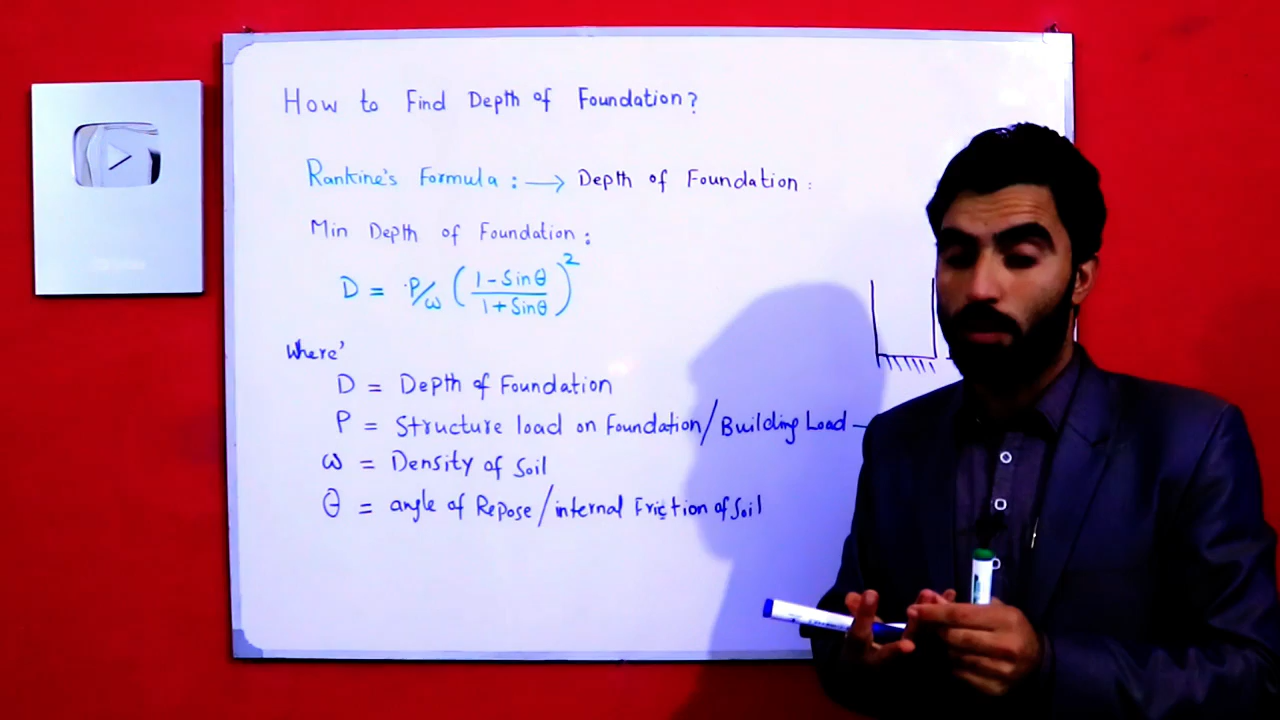 How to Find Depth of Foundation?
Rankine's Formula : → Depth of Foundation :
Min Depth of Foundation :
D = P/ω ( 1 - Sinθ / 1 + Sinθ )²
Where'
D = Depth of Foundation
P = Structure load on Foundation / Building Load —
ω = Density of Soil
θ = angle of Repose / internal Friction of Soil